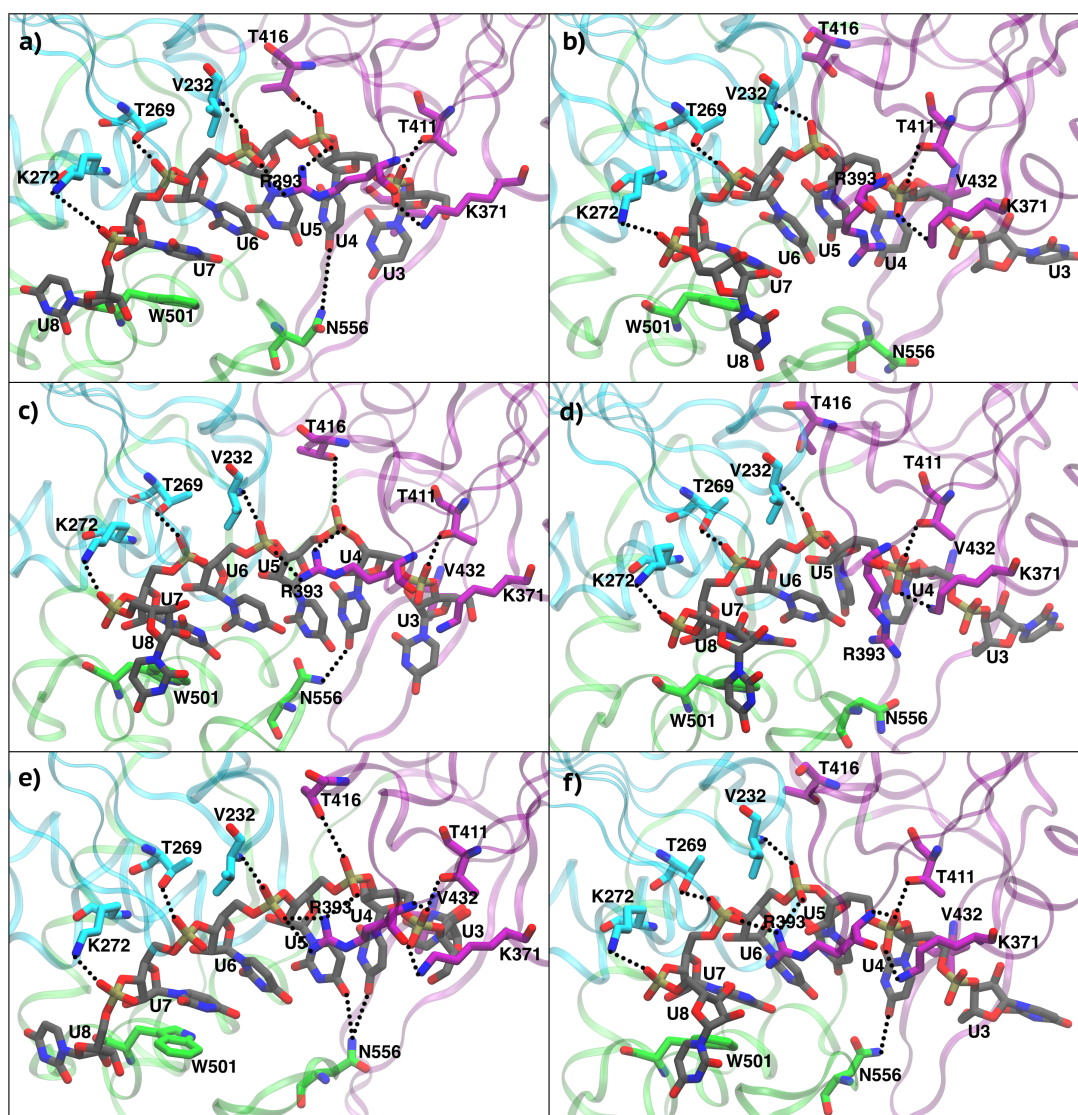 a)
T416
V232
T269
T411
K272
R393
K371
U6
U5
U4
U3
U7
U8
W501
N556
b)
T416
V232
T269
T411
K272
R393
V432
K371
U5
U6
U4
U3
U7
W501
U8
N556
c)
T416
V232
T269
T411
K272
U4
U5
U6
V432
R393
K371
U7
U3
U8
W501
N556
d)
T416
V232
T269
T411
V432
U5
K272
U6
U4
K371
U7
U8
R393
U3
W501
N556
e)
T416
V232
T269
T411
V432
R393
U4
K272
U5
U3
K371
U6
U7
U8
W501
N556
f)
T416
V232
T269
T411
K272
U5
V432
R393
K371
U6
U4
U7
U8
U3
W501
N556